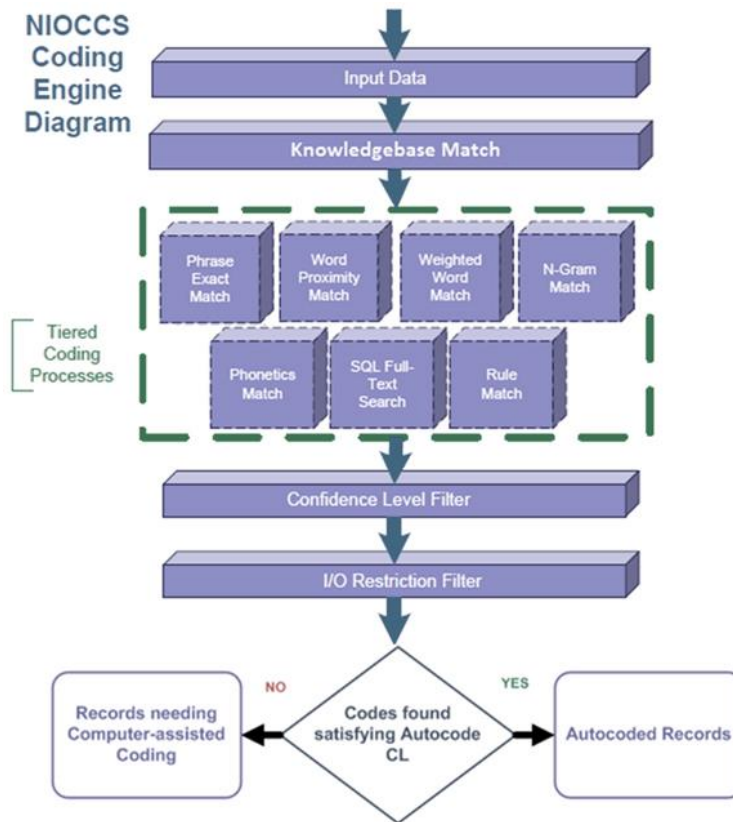 NIOCCS
Coding
Engine
Diagram
Input Data
Knowledgebase Match
Phrase
Exact
Match
Word
Proximity
Match
Weighted
Word
Match
N-Gram
Match
Tiered
Coding
Processes
Phonetics
Match
SQL Full-
Text
Search
Rule
Match
Confidence Level Filter
I/O Restriction Filter
NO
YES
Records needing
Computer-assisted
Coding
Codes found
satisfying Autocode
CL
Autocoded Records